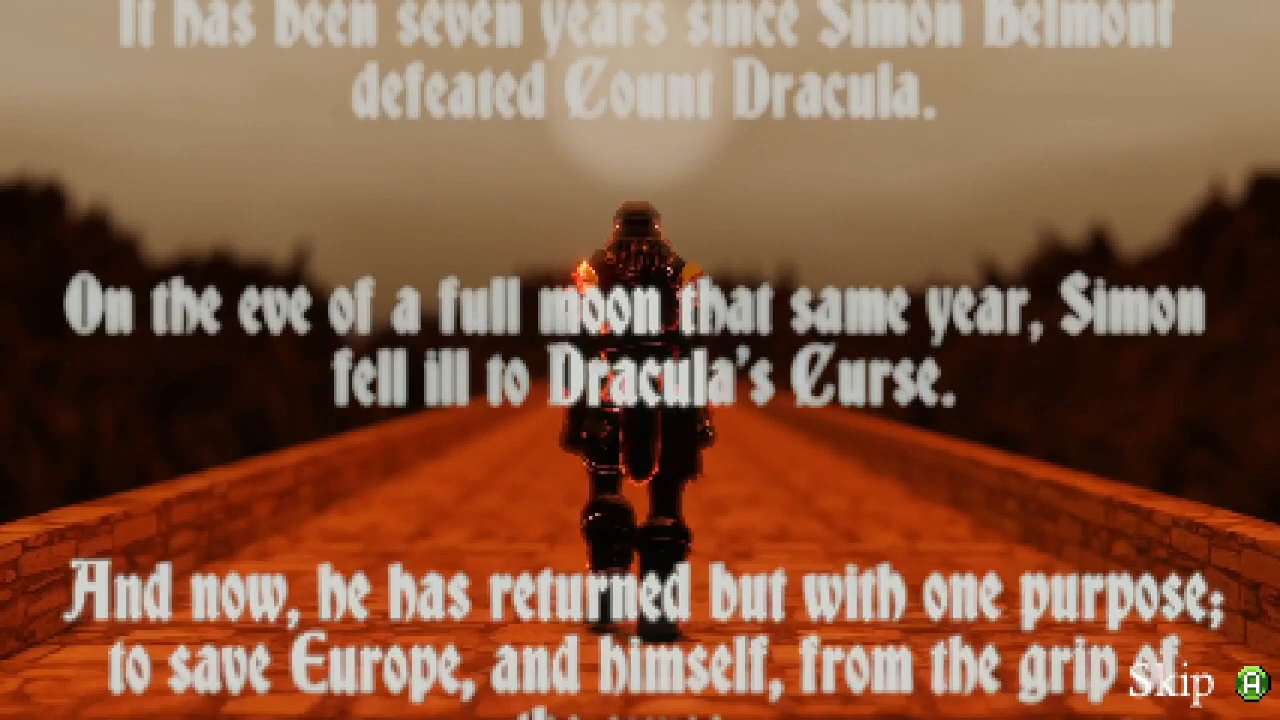 It has been seven years since Simon Belmont
defeated Count Dracula.
On the eve of a full moon that same year, Simon
fell ill to Dracula's Curse.
And now, he has returned but with one purpose;
to save Europe, and himself, from the grip of
Skip A